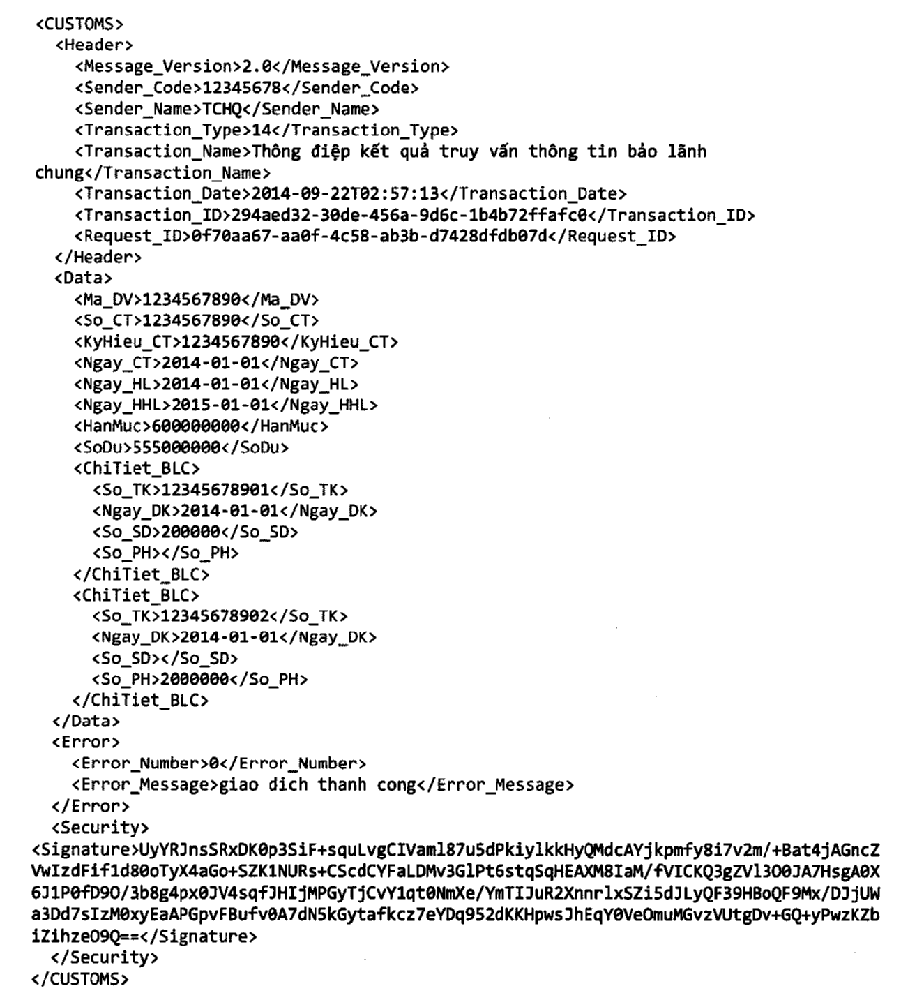 <CUSTOMS>
<Header>
<Message_Version>2.0</Message_Version>
<Sender_Code>12345678</Sender_Code>
<Sender_Name>TCHQ</Sender_Name>
<Transaction_Type>14</Transaction_Type>
<Transaction_Name>Thông điệp kết quả truy vấn thông tin bảo lãnh
chung</Transaction_Name>
<Transaction_Date>2014-09-22T02:57:13</Transaction_Date>
<Transaction_ID>294aed32-30de-456a-9d6c-1b4b72ffafc0</Transaction_ID>
<Request_ID>0f70aa67-aa0f-4c58-ab3b-d7428dfdb07d</Request_ID>
</Header>
<Data>
<Ma_DV>1234567890</Ma_DV>
<So_CT>1234567890</So_CT>
<KyHieu_CT>1234567890</KyHieu_CT>
<Ngay_CT>2014-01-01</Ngay_CT>
<Ngay_HL>2014-01-01</Ngay_HL>
<Ngay_HHL>2015-01-01</Ngay_HHL>
<HanMuc>600000000</HanMuc>
<SoDu>555000000</SoDu>
<ChiTiet_BLC>
<So_TK>12345678901</So_TK>
<Ngay_DK>2014-01-01</Ngay_DK>
<So_SD>200000</So_SD>
<So_PH></So_PH>
</ChiTiet_BLC>
<ChiTiet_BLC>
<So_TK>12345678902</So_TK>
<Ngay_DK>2014-01-01</Ngay_DK>
<So_SD></So_SD>
<So_PH>2000000</So_PH>
</ChiTiet_BLC>
</Data>
<Error>
<Error_Number>0</Error_Number>
<Error_Message>giao dich thanh cong</Error_Message>
</Error>
<Security>
<Signature>UyYRJnsSRxDK0p3SiF+squLvgCIVaml87u5dPkiylkkHyQMdcAYjkpmfy8i7v2m/+Bat4jAGncZ
VwIzdFif1d80oTyX4aGo+SZK1NURs+CScdCYFaLDMv3GlPt6stqSqHEAXM8IaM/fVICKQ3gZVl3O0JA7HsgA0X
6J1P0fD9O/3b8g4px0JV4sqfJHIjMPGyTjCvY1qt0NmXe/YmTIJuR2XnnrlxSZi5dJLyQF39HBoQF9Mx/DJjUW
a3Dd7sIzM0xyEaAPGpvFBufv0A7dN5kGytafkcz7eYDq952dKKHpwsJhEqY0VeOmuMGvzVUtgDv+GQ+yPwzKZb
iZihzeO9Q==</Signature>
</Security>
</CUSTOMS>